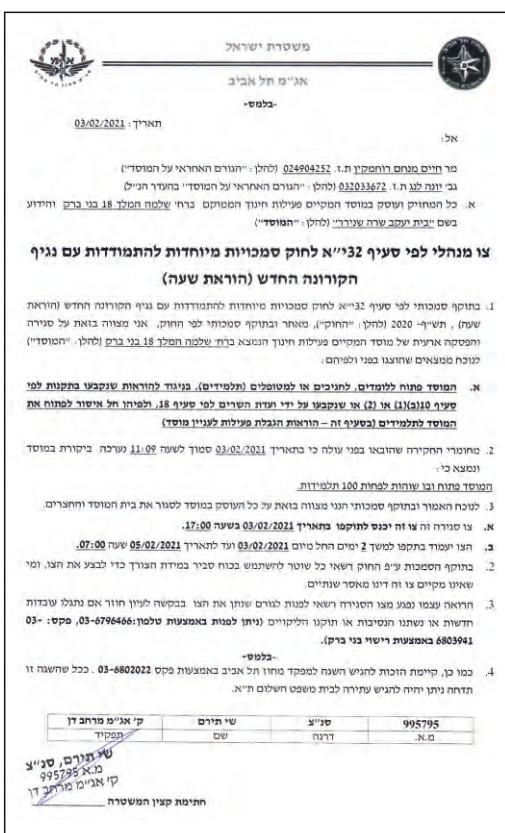 משטרת ישראל
אג״מ תל אביב
-בלמס-
תאריך: 03/02/2021
אל:
מר חיים מנחם רוחמקין ת.ז. 024904252 (להלן: ״הגורם האחראי על המוסד״)
גב׳ יונה לנג ת.ז. 032033672 (להלן: ״הגורם האחראי על המוסד״ בהעדר הנ״ל)
א. כל המחזיק ועוסק במוסד המקיים פעילות חינוך הממוקם ברח׳ שלמה המלך 18 בני ברק והידוע
בשם ״בית יעקב שרה שנירר״ (להלן: ״המוסד״)
צו מנהלי לפי סעיף 32י״א לחוק סמכויות מיוחדות להתמודדות עם נגיף
הקורונה החדש (הוראת שעה)
1. בתוקף סמכותי לפי סעיף 32י״א לחוק סמכויות מיוחדות להתמודדות עם נגיף הקורונה החדש (הוראת
שעה), תש״ף- 2020 (להלן: ״החוק״), מאחר ובתוקף סמכותי לפי החוק, אני מצווה בזאת על סגירה
והפסקה ארעית של מוסד המקיים פעילות חינוך הנמצא ברח׳ שלמה המלך 18 בני ברק (להלן: ״המוסד״)
לנוכח ממצאים שהוצגו בפני ולפיהם:
א. המוסד פתוח ללומדים, לחניכים או למטופלים (תלמידים), בניגוד להוראות שנקבעו בתקנות לפי
סעיף 10(ב)(1) או (2) או שנקבעו על ידי ועדת השרים לפי סעיף 18, ולפיהן חל איסור לפתוח את
המוסד לתלמידים (בסעיף זה – הוראות הגבלת פעילות לעניין מוסד)
2. מחומרי החקירה שהובאו בפני עולה כי בתאריך 03/02/2021 סמוך לשעה 11:09 נערכה ביקורת במוסד
ונמצא כי:
המוסד פתוח ובו שוהות לפחות 100 תלמידות.
3. לנוכח האמור ובתוקף סמכותי הנני מצווה בזאת על כל העוסק במוסד לסגור את בית המוסד והחצרים.
א. צו סגירה זה צו זה יכנס לתוקפו בתאריך 03/02/2021 בשעה 17:00.
ב. הצו יעמוד בתקפו למשך 2 ימים החל מיום 03/02/2021 ועד לתאריך 05/02/2021 שעה 07:00.
2. בתוקף הסמכות ע״פ החוק רשאי כל שוטר להשתמש בכוח סביר במידת הצורך כדי לבצע את הצו, ומי
שאינו מקיים צו זה דינו מאסר שנתיים.
3. הרואה עצמו נפגע מצו הסגירה רשאי לפנות לגורם שנתן את הצו בבקשה לעיון חוזר אם נתגלו עובדות
חדשות או נשתנו הנסיבות או תוקנו הליקויים (ניתן לפנות באמצעות טלפון:03-6796466, פקס: 03-
6803941 באמצעות רישוי בני ברק).
-בלמס-
4. כמו כן, קיימת הזכות להגיש השגה למפקד מחוז תל אביב באמצעות פקס 03-6802022. ככל שהשגה זו
תדחה ניתן יהיה להגיש עתירה לבית משפט השלום ת״א.
995795 סנ״צ שי תירם ק׳ אג״מ מרחב דן
מ.א. דרגה שם תפקיד
שי תירם, סנ״צ
מ.א 995795
ק׳ אג״מ מרחב דן
חתימת קצין המשטרה